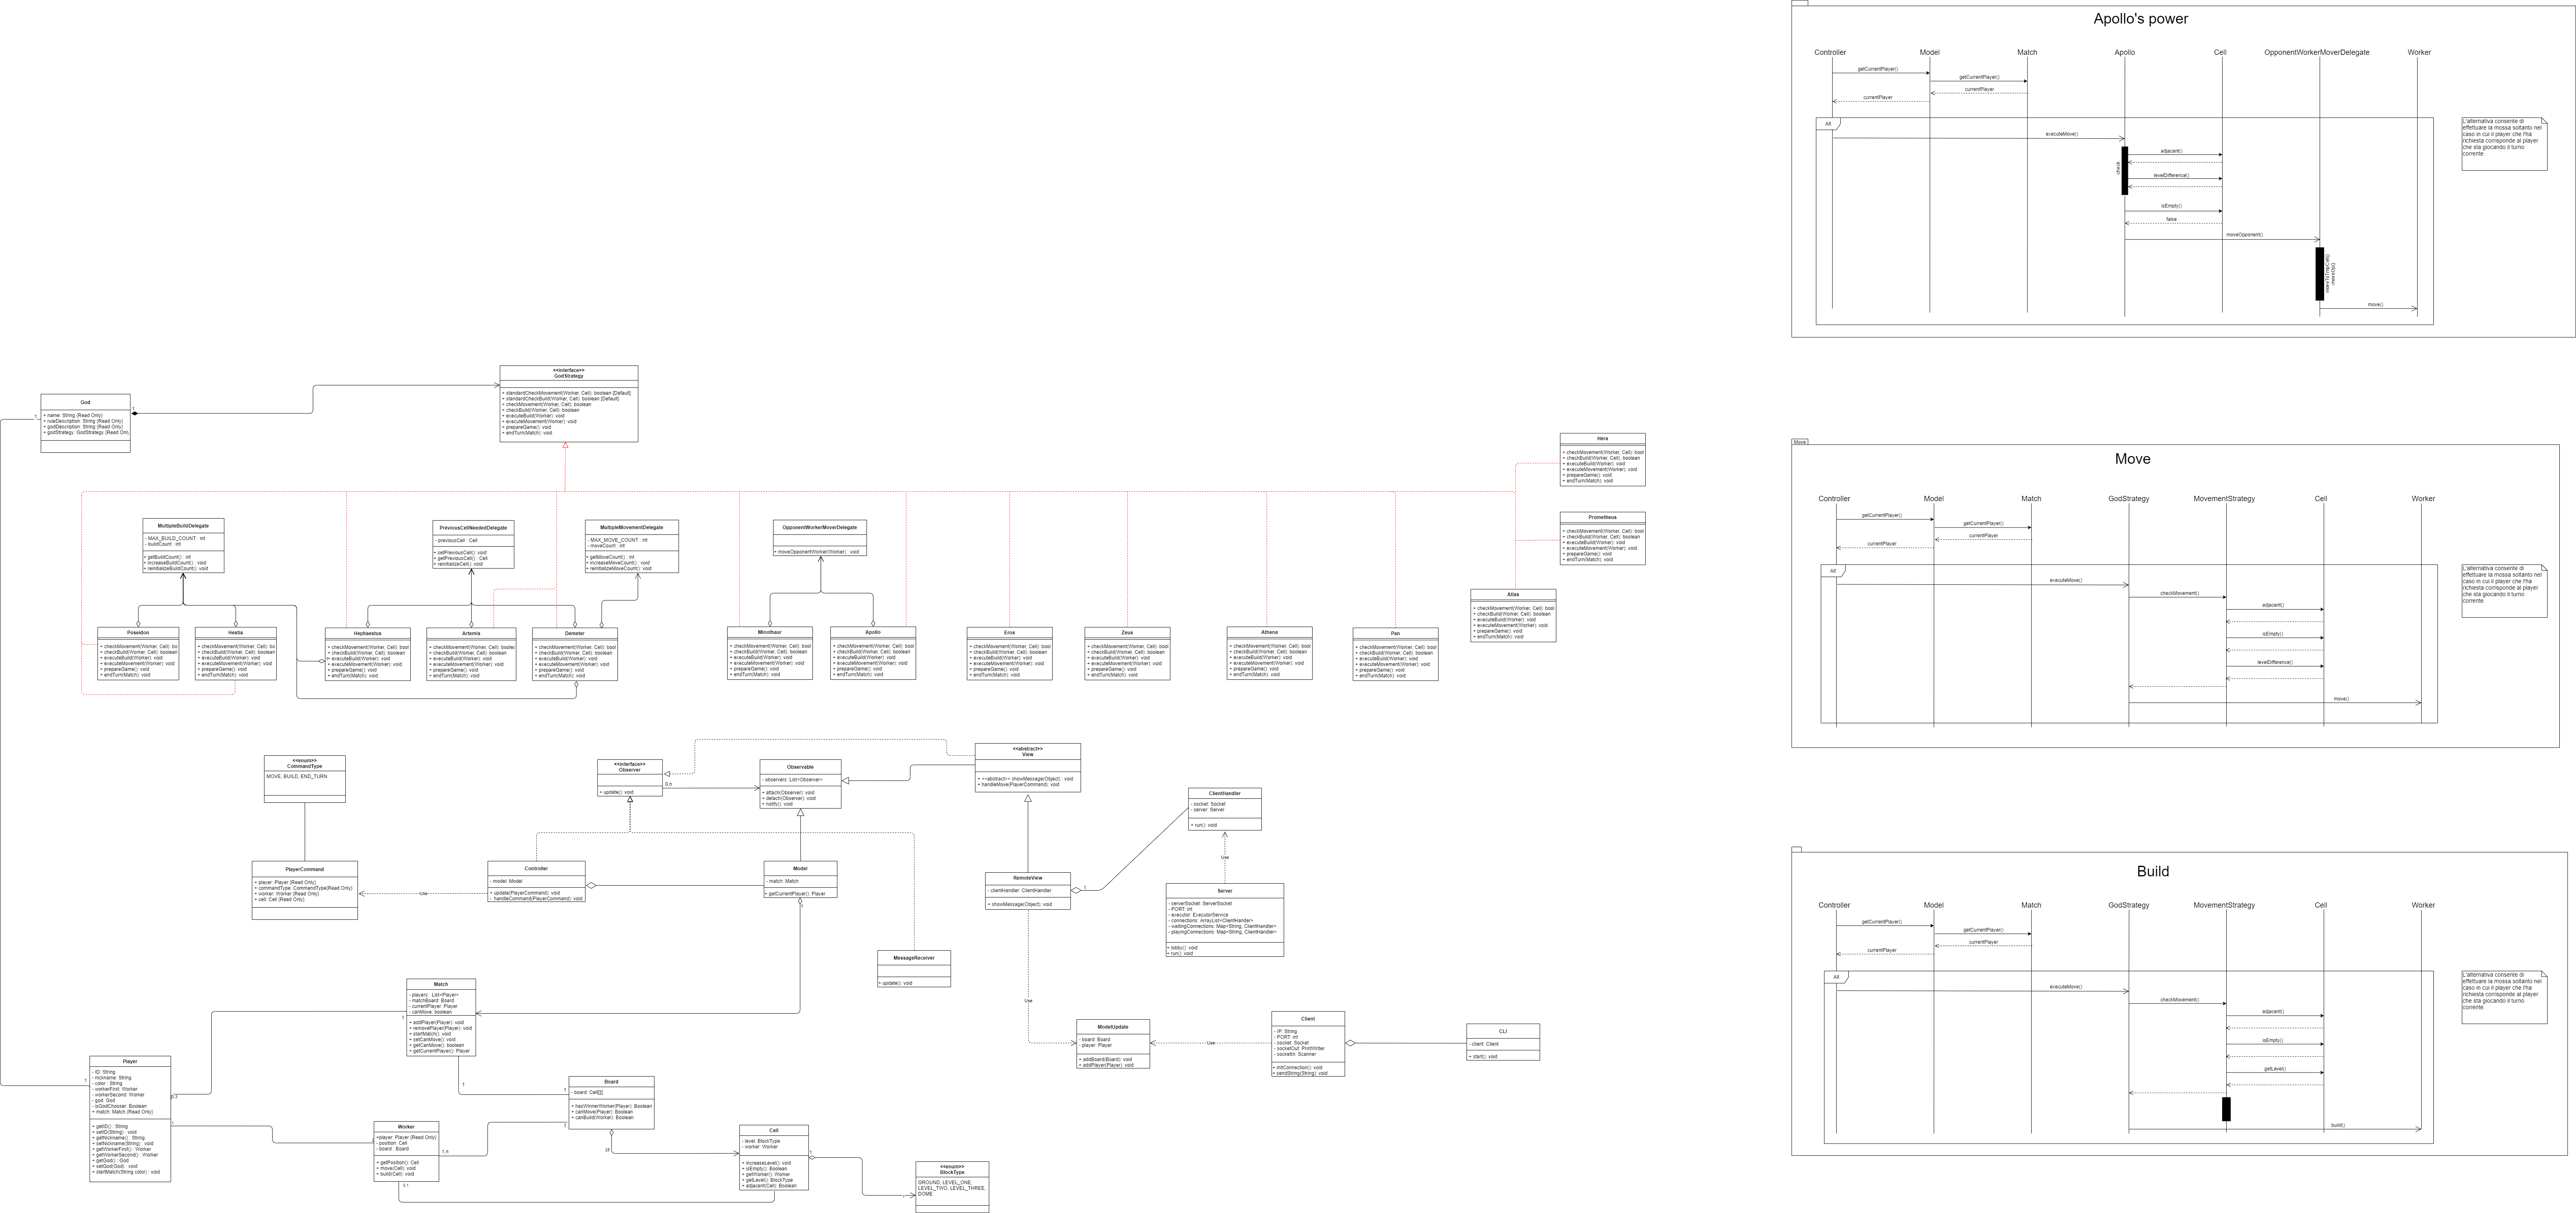 Apollo's power
Controller
Model
Match
Apollo
Cell
OpponentWorkerMoverDelegate
Worker
getCurrentPlayer()
getCurrentPlayer()
currentPlayer
currentPlayer
Alt
executeMove()
check
adjacent()
levelDifference()
isEmpty()
false
moveOpponent()
moveToTmpCell()
moveOp()
move()
L'alternativa consente di
effettuare la mossa soltanto nel
caso in cui il player che l'ha
richiesta corrisponde al player
che sta giocando il turno
corrente.
<<interface>>
GodStrategy
+ standardCheckMovement(Worker, Cell): boolean [Default]
+ standardCheckBuild(Worker, Cell): boolean [Default]
+ checkMovement(Worker, Cell): boolean
+ checkBuild(Worker, Cell): boolean
+ executeBuild(Worker): void
+ executeMovement(Worker): void
+ prepareGame(): void
+ endTurn(Match): void
God
+ name: String {Read Only}
+ ruleDescription: String {Read Only}
+ godDescription: String {Read Only}
+ godStrategy: GodStrategy {Read Only
1
1
Hera
+ checkMovement(Worker, Cell): bool
+ checkBuild(Worker, Cell): boolean
+ executeBuild(Worker): void
+ executeMovement(Worker): void
+ prepareGame(): void
+ endTurn(Match): void
Prometheus
+ checkMovement(Worker, Cell): bool
+ checkBuild(Worker, Cell): boolean
+ executeBuild(Worker): void
+ executeMovement(Worker): void
+ prepareGame(): void
+ endTurn(Match): void
Atlas
+ checkMovement(Worker, Cell): bool
+ checkBuild(Worker, Cell): boolean
+ executeBuild(Worker): void
+ executeMovement(Worker): void
+ prepareGame(): void
+ endTurn(Match): void
MultipleBuildDelegate
- MAX_BUILD_COUNT : int
- buildCount : int
+ getBuildCount() : int
+ increaseBuildCount(): void
+ reinitializeBuildCount(): void
PreviousCellNeededDelegate
- previousCell : Cell
+ setPreviousCell(): void
+ getPreviousCell() : Cell
+ reinitializeCell(): void
MultipleMovementDelegate
- MAX_MOVE_COUNT : int
- moveCount : int
+ getMoveCount() : int
+ increaseMoveCount(): void
+ reinitializeMoveCount(): void
OpponentWorkerMoverDelegate
+ moveOpponentWorker(Worker) : void
Poseidon
+ checkMovement(Worker, Cell): bo
+ checkBuild(Worker, Cell): boolean
+ executeBuild(Worker): void
+ executeMovement(Worker): void
+ prepareGame(): void
+ endTurn(Match): void
Hestia
+ checkMovement(Worker, Cell): boo
+ checkBuild(Worker, Cell): boolean
+ executeBuild(Worker): void
+ executeMovement(Worker): void
+ prepareGame(): void
+ endTurn(Match): void
Hephaestus
+ checkMovement(Worker, Cell): bool
+ checkBuild(Worker, Cell): boolean
+ executeBuild(Worker): void
+ executeMovement(Worker): void
+ prepareGame(): void
+ endTurn(Match): void
Artemis
+ checkMovement(Worker, Cell): boolea
+ checkBuild(Worker, Cell): boolean
+ executeBuild(Worker): void
+ executeMovement(Worker): void
+ prepareGame(): void
+ endTurn(Match): void
Demeter
+ checkMovement(Worker, Cell): bool
+ checkBuild(Worker, Cell): boolean
+ executeBuild(Worker): void
+ executeMovement(Worker): void
+ prepareGame(): void
+ endTurn(Match): void
Minothaur
+ checkMovement(Worker, Cell): bool
+ checkBuild(Worker, Cell): boolean
+ executeBuild(Worker): void
+ executeMovement(Worker): void
+ prepareGame(): void
+ endTurn(Match): void
Apollo
+ checkMovement(Worker, Cell): bool
+ checkBuild(Worker, Cell): boolean
+ executeBuild(Worker): void
+ executeMovement(Worker): void
+ prepareGame(): void
+ endTurn(Match): void
Eros
+ checkMovement(Worker, Cell): bool
+ checkBuild(Worker, Cell): boolean
+ executeBuild(Worker): void
+ executeMovement(Worker): void
+ prepareGame(): void
+ endTurn(Match): void
Zeus
+ checkMovement(Worker, Cell): bool
+ checkBuild(Worker, Cell): boolean
+ executeBuild(Worker): void
+ executeMovement(Worker): void
+ prepareGame(): void
+ endTurn(Match): void
Athena
+ checkMovement(Worker, Cell): bool
+ checkBuild(Worker, Cell): boolean
+ executeBuild(Worker): void
+ executeMovement(Worker): void
+ prepareGame(): void
+ endTurn(Match): void
Pan
+ checkMovement(Worker, Cell): bool
+ checkBuild(Worker, Cell): boolean
+ executeBuild(Worker): void
+ executeMovement(Worker): void
+ prepareGame(): void
+ endTurn(Match): void
Move
Move
Controller
Model
Match
GodStrategy
MovementStrategy
Cell
Worker
getCurrentPlayer()
getCurrentPlayer()
currentPlayer
currentPlayer
Alt
executeMove()
checkMovement()
adjacent()
isEmpty()
levelDifference()
move()
L'alternativa consente di
effettuare la mossa soltanto nel
caso in cui il player che l'ha
richiesta corrisponde al player
che sta giocando il turno
corrente.
<<enum>>
CommandType
MOVE, BUILD, END_TURN
<<interface>>
Observer
+ update(): void
0.n
Observable
- observers: List<Observer>
+ attach(Observer): void
+ detach(Observer): void
+ notify(): void
<<abstract>>
View
+ <<abstract>> showMessage(Object) : void
+ handleMove(PlayerCommand): void
ClientHandler
- socket: Socket
- server: Server
+ run(): void
PlayerCommand
+ player: Player {Read Only}
+ commandType: CommandType{Read Only}
+ worker: Worker {Read Only}
+ cell: Cell {Read Only}
Use
Controller
- model: Model
+ update(PlayerCommand): void
- handleCommand(PlayerCommand): void
Model
- match: Match
+ getCurrentPlayer(): Player
1
RemoteView
- clientHandler: ClientHandler
+ showMessage(Object): void
1
Use
Server
- serverSocket: ServerSocket
- PORT: int
- executor: ExecutorService
- connections: ArrayList<ClientHander>
- waitingConnections: Map<String, ClientHandler>
- playingConnections: Map<String, ClientHandler>
+ lobby(): void
+ run(): void
MessageReceiver
+ update(): void
Use
ModelUpdate
- board: Board
- player: Player
+ addBoard(Board): void
+ addPlayer(Player): void
Use
Client
- IP: String
- PORT: int
- socket: Socket
- socketOut: PrintWriter
- socketIn: Scanner
+ initConnection(): void
+ sendString(String): void
CLI
- client: Client
+ start(): void
Match
- players: List<Player>
- matchBoard: Board
- currentPlayer: Player
- canMove: boolean
+ addPlayer(Player): void
+ removePlayer(Player): void
+ startMatch(): void
+ setCanMove(): void
+ getCanMove(): boolean
+ getCurrentPlayer(): Player
1
1
Player
- ID: String
- nickname: String
- color : String
- workerFirst: Worker
- workerSecond: Worker
- god: God
- isGodChooser: Boolean
+ match: Match {Read Only}
+ getID() : String
+ setID(String) : void
+ getNickname() : String
+ setNickname(String) : void
+ getWorkerFirst() : Worker
+ getWorkerSecond() : Worker
+ getGod() : God
+ setGod(God) : void
+ startMatch(String color) : void
1
1
Worker
+player: Player {Read Only}
- position: Cell
- board : Board
+ getPosition(): Cell
+ move(Cell): void
+ build(Cell): void
1.n
0.1
Board
- board: Cell[][]
+ hasWinnerWorker(Player): Boolean
+ canMove(Player): Boolean
+ canBuild(Worker): Boolean
1
1
25
Cell
- level: BlockType
- worker: Worker
+ increaseLevel(): void
+ isEmpty(): Boolean
+ getWorker(): Worker
+ getLevel(): BlockType
+ adjacent(Cell): Boolean
1
<<enum>>
BlockType
GROUND, LEVEL_ONE,
LEVEL_TWO, LEVEL_THREE,
DOME
Build
Controller
Model
Match
GodStrategy
MovementStrategy
Cell
Worker
getCurrentPlayer()
getCurrentPlayer()
currentPlayer
currentPlayer
Alt
executeMove()
checkMovement()
adjacent()
isEmpty()
getLevel()
build()
L'alternativa consente di
effettuare la mossa soltanto nel
caso in cui il player che l'ha
richiesta corrisponde al player
che sta giocando il turno
corrente.